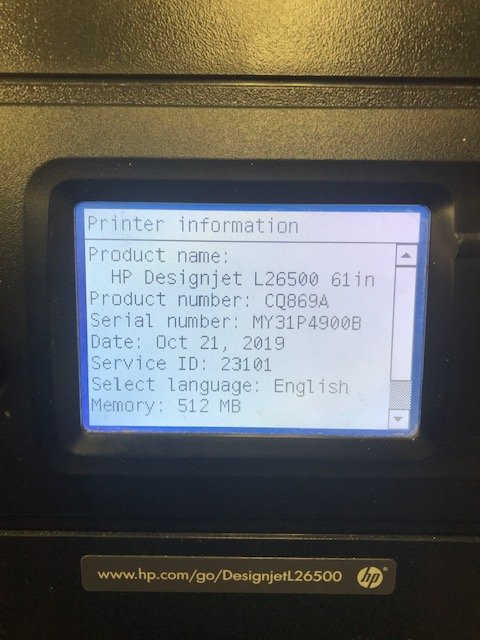 Printer information
Product name:
HP Designjet L26500 61in
Product number: CQ869A
Serial number: MY31P4900B
Date: Oct 21, 2019
Service ID: 23101
Select language: English
Memory: 512 MB
www.hp.com/go/DesignjetL26500 hp